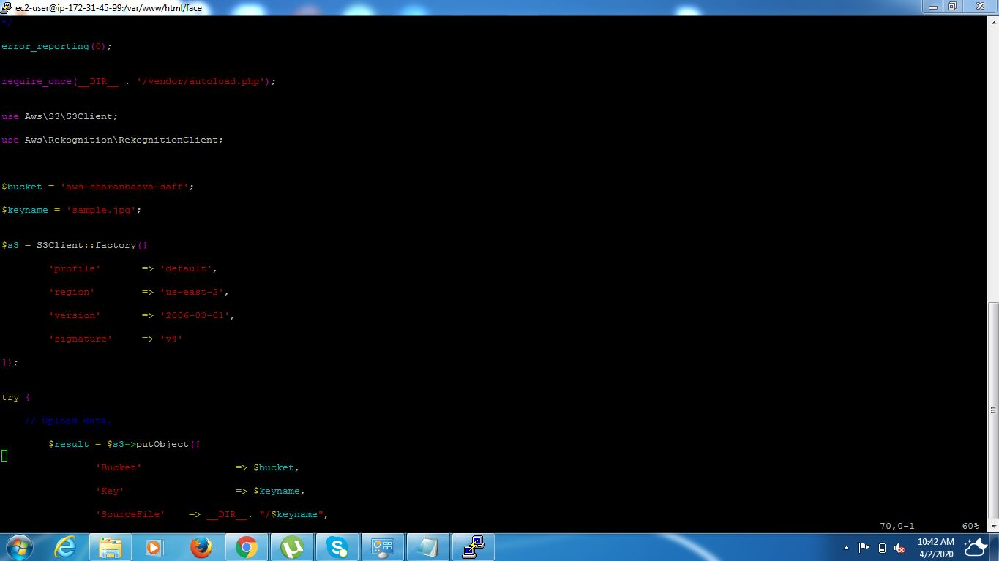 ec2-user@ip-172-31-45-99:/var/www/html/face
*/
error_reporting(0);
require_once(__DIR__ . '/vendor/autoload.php');
use Aws\S3\S3Client;
use Aws\Rekognition\RekognitionClient;
$bucket = 'aws-sharanbasva-saff';
$keyname = 'sample.jpg';
$s3 = S3Client::factory([
'profile' => 'default',
'region' => 'us-east-2',
'version' => '2006-03-01',
'signature' => 'v4'
]);
try {
// Upload data.
$result = $s3->putObject([
'Bucket' => $bucket,
'Key' => $keyname,
'SourceFile' => __DIR__. "/$keyname",
70,0-1 60%
10:42 AM
4/2/2020